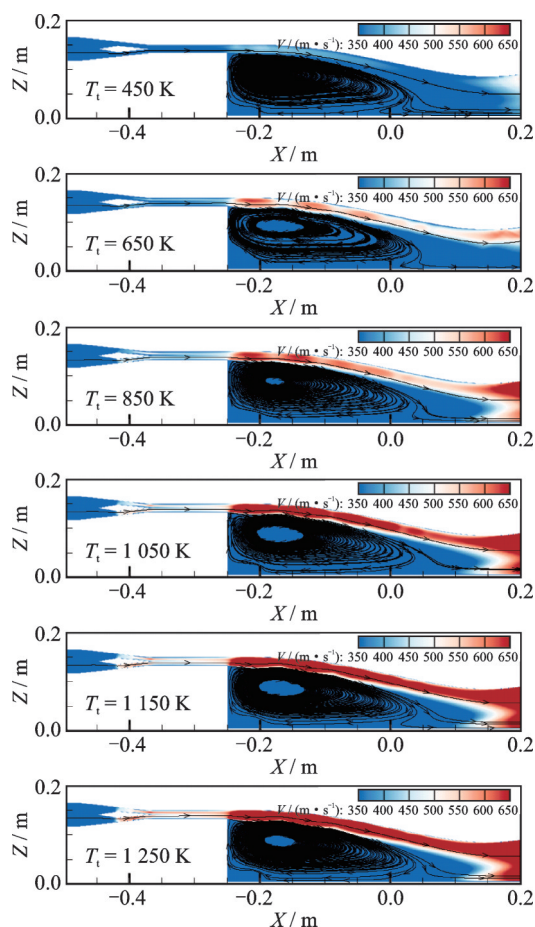 0.2
V / (m • s⁻¹): 350 400 450 500 550 600 650
Z / m
T_t = 450 K
0.0
−0.4 −0.2 0.0 0.2
X / m
0.2
V / (m • s⁻¹): 350 400 450 500 550 600 650
Z / m
T_t = 650 K
0.0
−0.4 −0.2 0.0 0.2
X / m
0.2
V / (m • s⁻¹): 350 400 450 500 550 600 650
Z / m
T_t = 850 K
0.0
−0.4 −0.2 0.0 0.2
X / m
0.2
V / (m • s⁻¹): 350 400 450 500 550 600 650
Z / m
T_t = 1 050 K
0.0
−0.4 −0.2 0.0 0.2
X / m
0.2
V / (m • s⁻¹): 350 400 450 500 550 600 650
Z / m
T_t = 1 150 K
0.0
−0.4 −0.2 0.0 0.2
X / m
0.2
V / (m • s⁻¹): 350 400 450 500 550 600 650
Z / m
T_t = 1 250 K
0.0
−0.4 −0.2 0.0 0.2
X / m